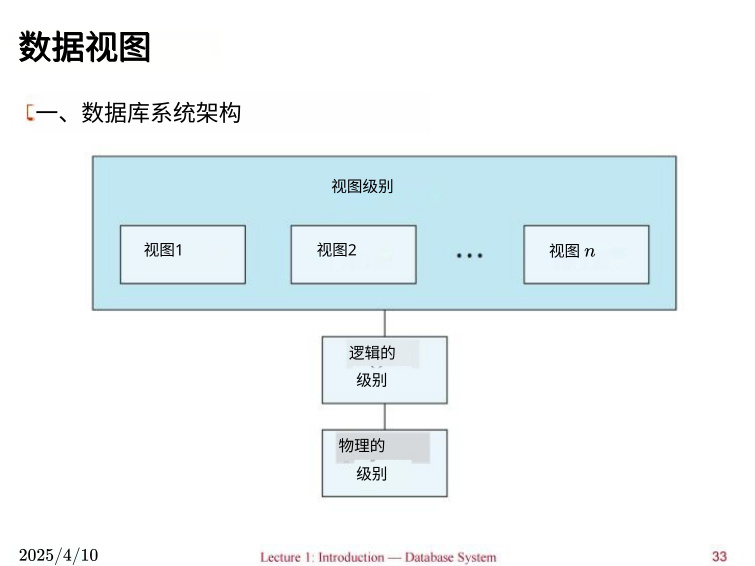 数据视图
一、数据库系统架构
视图级别
视图1
视图2
...
视图 n
逻辑的
级别
物理的
级别
2025/4/10
Lecture 1: Introduction — Database System
33